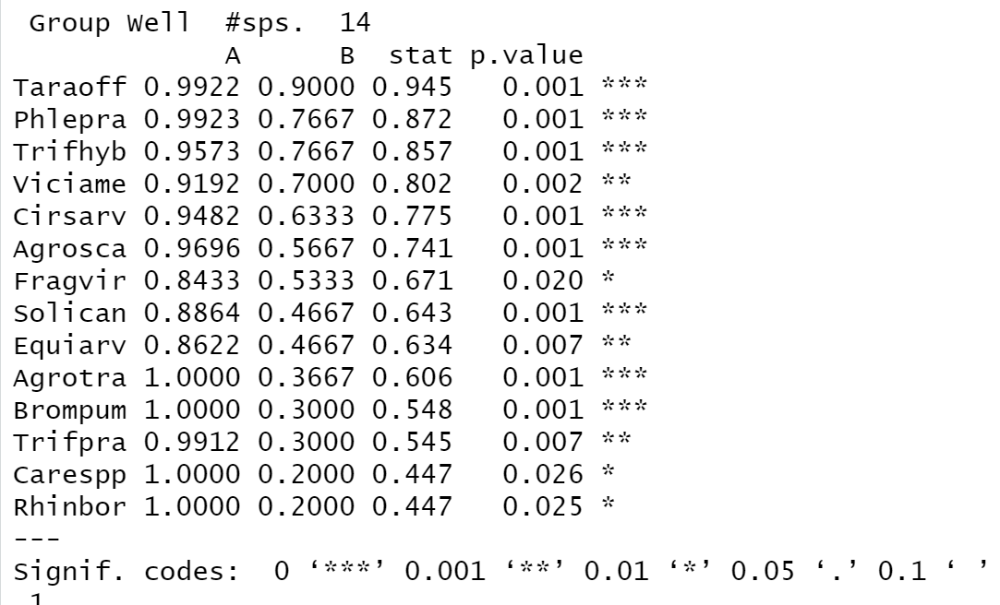 Group Well  #sps.  14
              A      B  stat p.value
Taraoff 0.9922 0.9000 0.945   0.001 ***
Phlepra 0.9923 0.7667 0.872   0.001 ***
Trifhyb 0.9573 0.7667 0.857   0.001 ***
Viciame 0.9192 0.7000 0.802   0.002 **
Cirsarv 0.9482 0.6333 0.775   0.001 ***
Agrosca 0.9696 0.5667 0.741   0.001 ***
Fragvir 0.8433 0.5333 0.671   0.020 *
Solican 0.8864 0.4667 0.643   0.001 ***
Equiarv 0.8622 0.4667 0.634   0.007 **
Agrotra 1.0000 0.3667 0.606   0.001 ***
Brompum 1.0000 0.3000 0.548   0.001 ***
Trifpra 0.9912 0.3000 0.545   0.007 **
Carespp 1.0000 0.2000 0.447   0.026 *
Rhinbor 1.0000 0.2000 0.447   0.025 *
---
Signif. codes:  0 ‘***’ 0.001 ‘**’ 0.01 ‘*’ 0.05 ‘.’ 0.1 ‘ ’
1